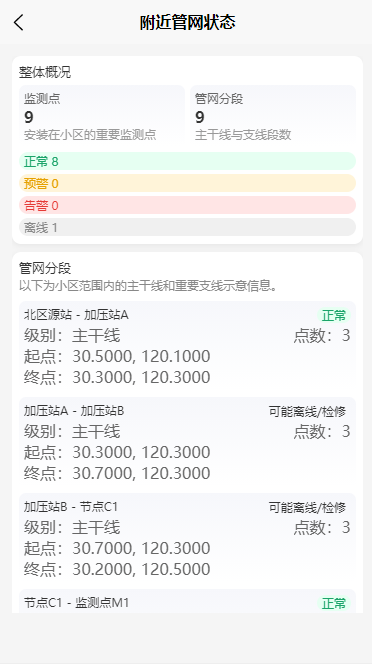 附近管网状态
整体概况
监测点
9
安装在小区的重要监测点
管网分段
9
主干线与支线段数
正常 8
预警 0
告警 0
离线 1
管网分段
以下为小区范围内的主干线和重要支线示意信息。
北区源站 - 加压站A
正常
级别：主干线
点数：3
起点：30.5000, 120.1000
终点：30.3000, 120.3000
加压站A - 加压站B
可能离线/检修
级别：主干线
点数：3
起点：30.3000, 120.3000
终点：30.7000, 120.3000
加压站B - 节点C1
可能离线/检修
级别：主干线
点数：3
起点：30.7000, 120.3000
终点：30.2000, 120.5000
节点C1 - 监测点M1
正常